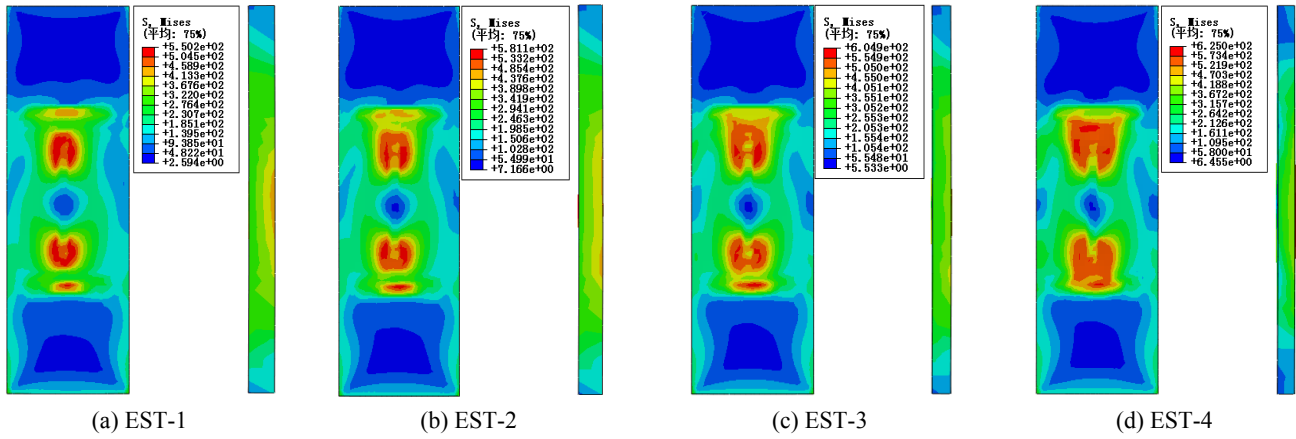 S, Mises
(平均: 75%)
+5.502e+02
+5.045e+02
+4.589e+02
+4.133e+02
+3.676e+02
+3.220e+02
+2.764e+02
+2.307e+02
+1.851e+02
+1.395e+02
+9.385e+01
+4.822e+01
+2.594e+00
(a) EST-1
S, Mises
(平均: 75%)
+5.811e+02
+5.332e+02
+4.854e+02
+4.376e+02
+3.898e+02
+3.419e+02
+2.941e+02
+2.463e+02
+1.985e+02
+1.506e+02
+1.028e+02
+5.499e+01
+7.166e+00
(b) EST-2
S, Mises
(平均: 75%)
+6.049e+02
+5.549e+02
+5.050e+02
+4.550e+02
+4.051e+02
+3.551e+02
+3.052e+02
+2.553e+02
+2.053e+02
+1.554e+02
+1.054e+02
+5.548e+01
+5.533e+00
(c) EST-3
S, Mises
(平均: 75%)
+6.250e+02
+5.734e+02
+5.219e+02
+4.703e+02
+4.188e+02
+3.672e+02
+3.157e+02
+2.642e+02
+2.126e+02
+1.611e+02
+1.095e+02
+5.800e+01
+6.455e+00
(d) EST-4